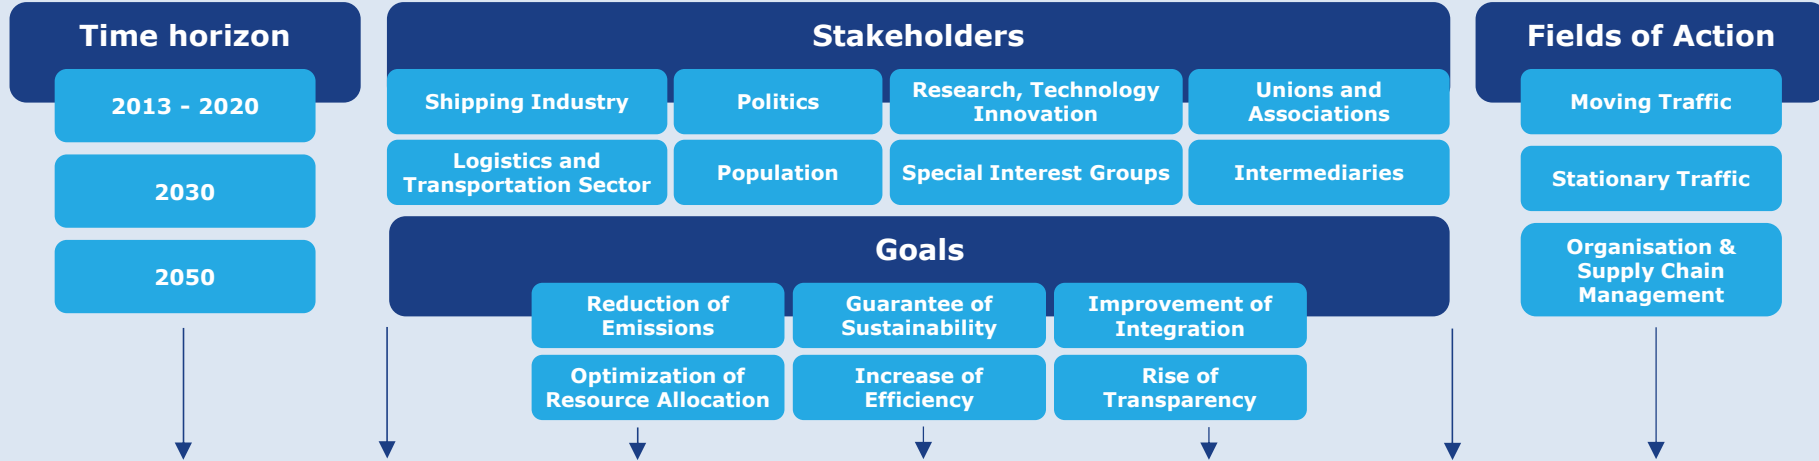 Time horizon
2013 – 2020
2030
2050
Stakeholders
Shipping Industry
Politics
Research, Technology
Innovation
Unions and
Associations
Logistics and
Transportation Sector
Population
Special Interest Groups
Intermediaries
Goals
Reduction of
Emissions
Guarantee of
Sustainability
Improvement of
Integration
Optimization of
Resource Allocation
Increase of
Efficiency
Rise of
Transparency
Fields of Action
Moving Traffic
Stationary Traffic
Organisation &
Supply Chain
Management